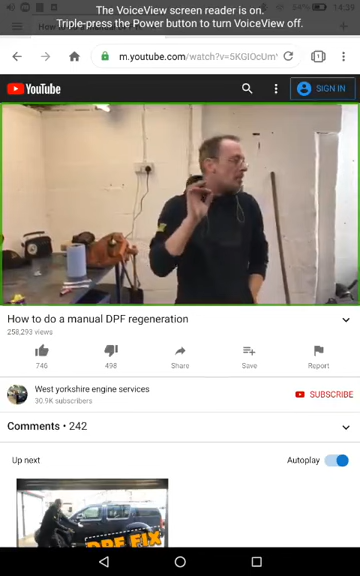 The VoiceView screen reader is on.
Triple-press the Power button to turn VoiceView off.
m.youtube.com/watch?v=5KGIOcUm
1
YouTube
SIGN IN
How to do a manual DPF regeneration
258,293 views
746
498
Share
Save
Report
West yorkshire engine services
30.9K subscribers
SUBSCRIBE
Comments • 242
Up next
Autoplay
DPF FIX